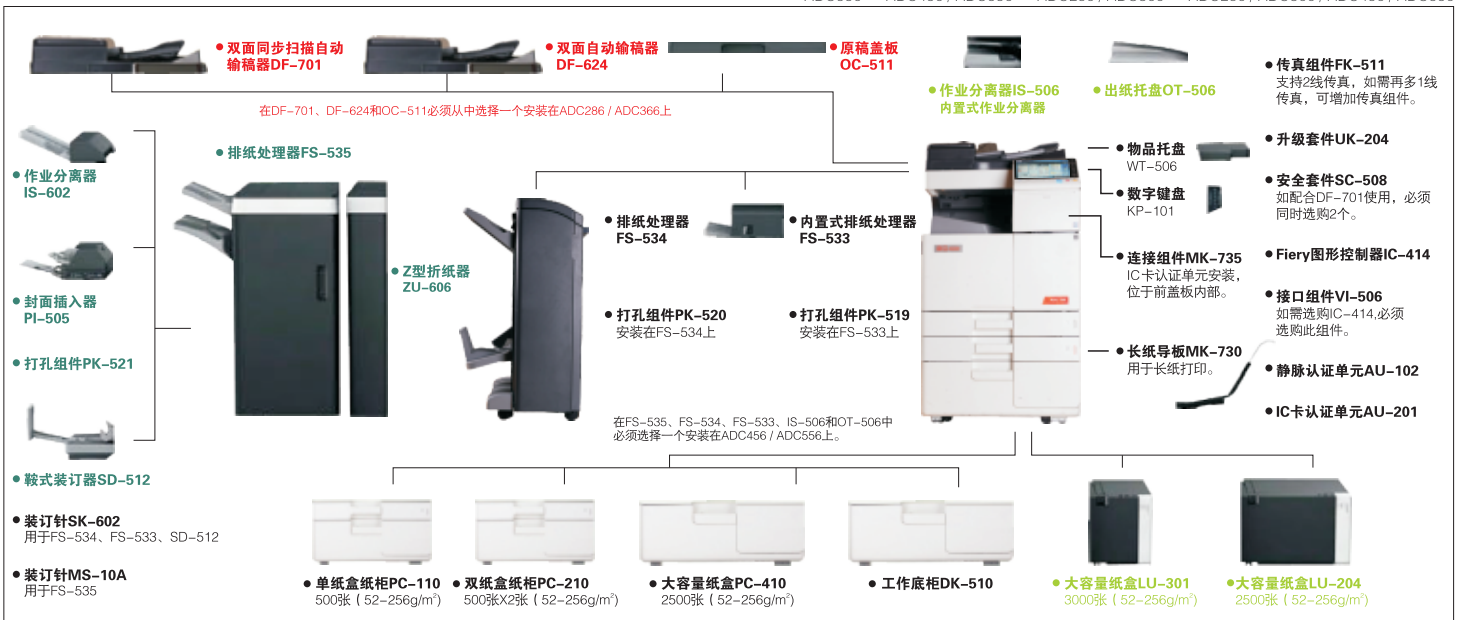 双面同步扫描自动
输稿器DF-701
双面自动输稿器
DF-624
原稿盖板
OC-511
在DF-701、DF-624和OC-511必须从中选择一个安装在ADC286 / ADC366上
作业分离器IS-506
内置式作业分离器
出纸托盘OT-506
传真组件FK-511
支持2线传真，如需再多1线
传真，可增加传真组件。
升级套件UK-204
安全套件SC-508
如配合DF-701使用，必须
同时选购2个。
Fiery图形控制器IC-414
接口组件VI-506
如需选购IC-414,必须
选购此组件。
静脉认证单元AU-102
IC卡认证单元AU-201
物品托盘
WT-506
数字键盘
KP-101
连接组件MK-735
IC卡认证单元安装，
位于前盖板内部。
长纸导板MK-730
用于长纸打印。
作业分离器
IS-602
封面插入器
PI-505
打孔组件PK-521
鞍式装订器SD-512
装订针SK-602
用于FS-534、FS-533、SD-512
装订针MS-10A
用于FS-535
排纸处理器FS-535
Z型折纸器
ZU-606
排纸处理器
FS-534
内置式排纸处理器
FS-533
打孔组件PK-520
安装在FS-534上
打孔组件PK-519
安装在FS-533上
在FS-535、FS-534、FS-533、IS-506和OT-506中
必须选择一个安装在ADC456 / ADC556上。
单纸盒纸柜PC-110
500张（52-256g/m²）
双纸盒纸柜PC-210
500张X2张（52-256g/m²）
大容量纸盒PC-410
2500张（52-256g/m²）
工作底柜DK-510
大容量纸盒LU-301
3000张（52-256g/m²）
大容量纸盒LU-204
2500张（52-256g/m²）